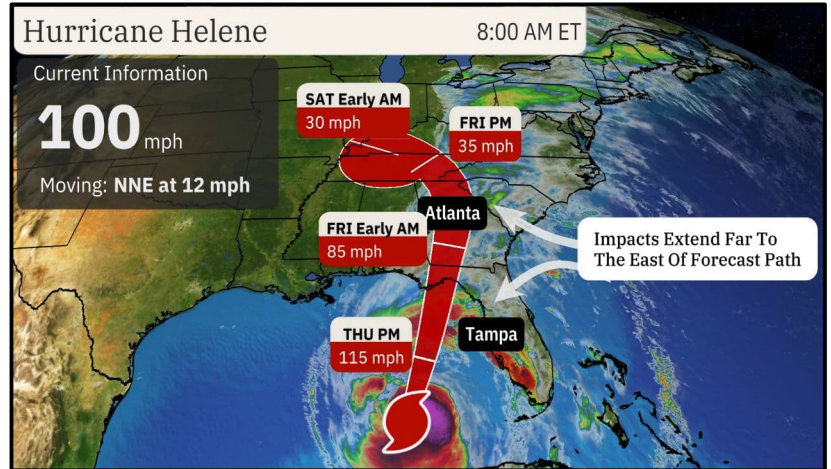 Hurricane Helene
8:00 AM ET
Current Information
100 mph
Moving: NNE at 12 mph
SAT Early AM
30 mph
FRI PM
35 mph
Atlanta
FRI Early AM
85 mph
Impacts Extend Far To
The East Of Forecast Path
Tampa
THU PM
115 mph